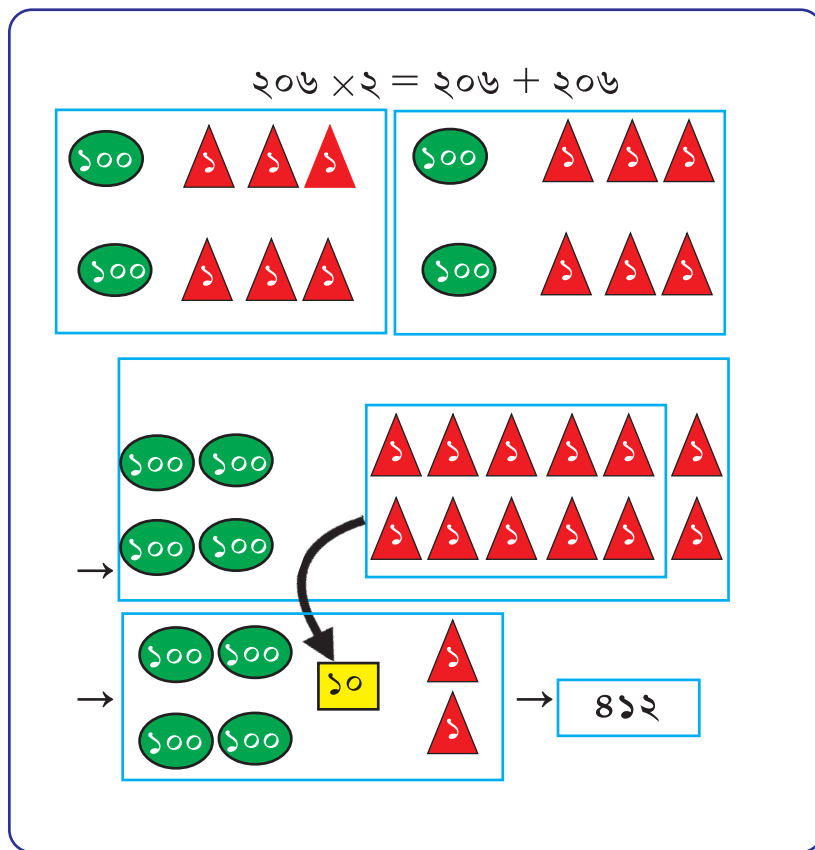 ২০৬ ×২ = ২০৬ + ২০৬
১০০ ১ ১ ১ ১০০ ১ ১ ১
১০০ ১ ১ ১ ১০০ ১ ১ ১
১০০ ১০০ ১ ১ ১ ১ ১ ১
১০০ ১০০ ১ ১ ১ ১ ১ ১
→
১০০ ১০০ ১০ ১
→ → ৪১২
১০০ ১০০ ১